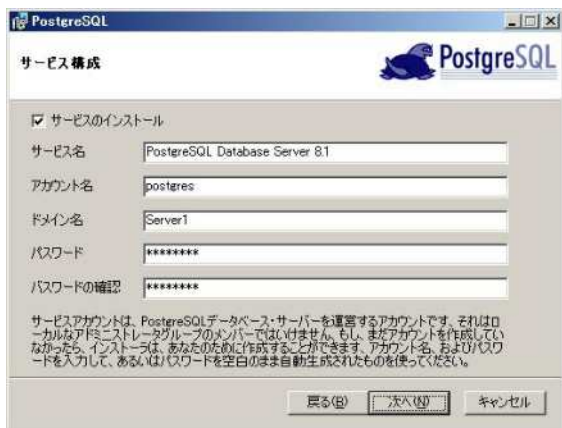 PostgreSQL
サービス構成
PostgreSQL
サービスのインストール
サービス名
PostgreSQL Database Server 8.1
アカウント名
postgres
ドメイン名
Server1
パスワード
********
パスワードの確認
********
サービスアカウントは、PostgreSQLデータベース・サーバーを運営するアカウントです、それはロ
ーカルなアドミニストレータグループのメンバーではいけません、もし、まだアカウントを作成してい
なかったら、インストーラは、あなたのために作成することができます、アカウント名、およびパスワ
ードを入力して、あるいはパスワードを空白のまま自動生成されたものを使ってください。
戻る(B)
次へ(N)
キャンセル